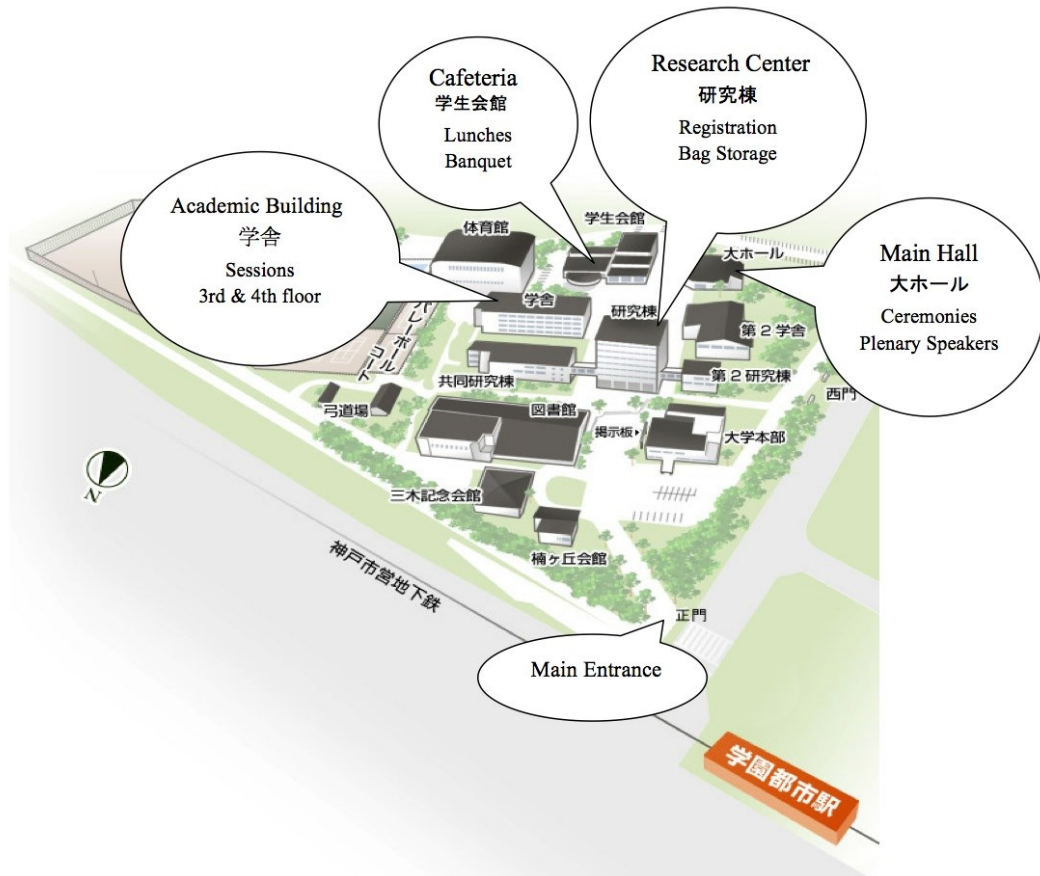 Cafeteria
学生会館
Lunches
Banquet
Research Center
研究棟
Registration
Bag Storage
Academic Building
学舎
Sessions
3rd & 4th floor
Main Hall
大ホール
Ceremonies
Plenary Speakers
体育館
学生会館
大ホール
学舎
研究棟
第2学舎
バレーボール
コート
共同研究棟
第2研究棟
西門
弓道場
図書館
掲示板
大学本部
三木記念会館
楠ヶ丘会館
N
神戸市営地下鉄
正門
Main Entrance
学園都市駅